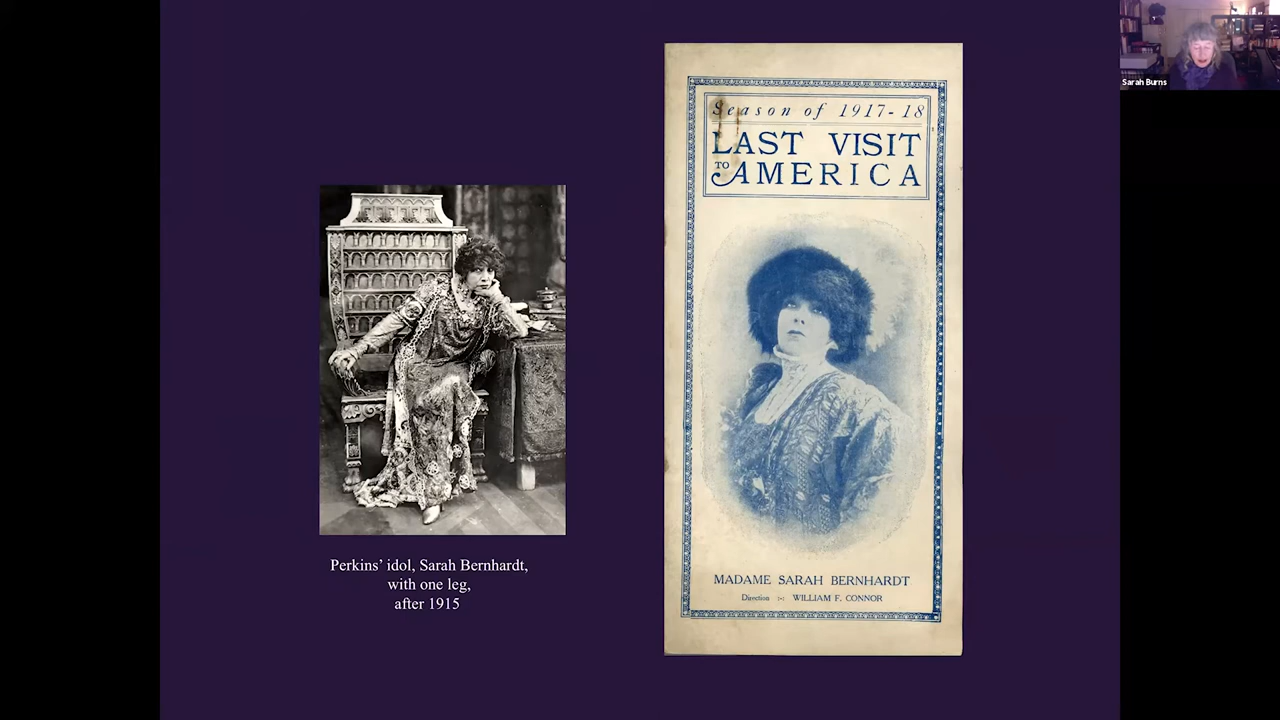 Sarah Burns
Season of 1917-18
LAST VISIT
TO AMERICA
MADAME SARAH BERNHARDT
Direction :-: WILLIAM F. CONNOR
Perkins' idol, Sarah Bernhardt,
with one leg,
after 1915